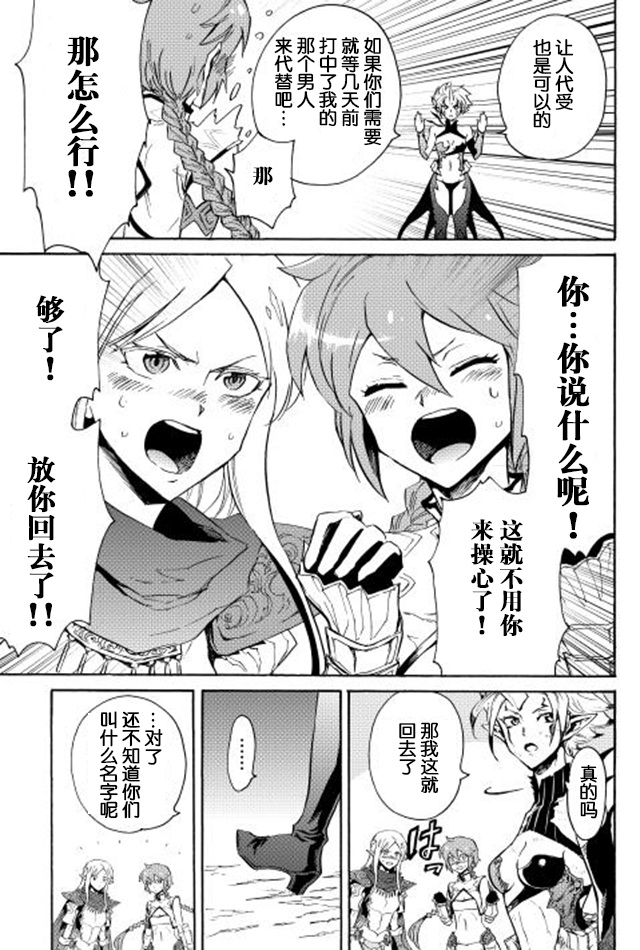 让人代受
也是可以的
如果你们需要
就等几天前
打中了我的
那个男人
来代替吧…
那
那怎么行!!
你…你说什么呢!
这就不用你
来操心了!
够了!
放你回去了!!
真的吗
那我这就
回去了
はっ
……
…对了
还不知道你们
叫什么名字呢